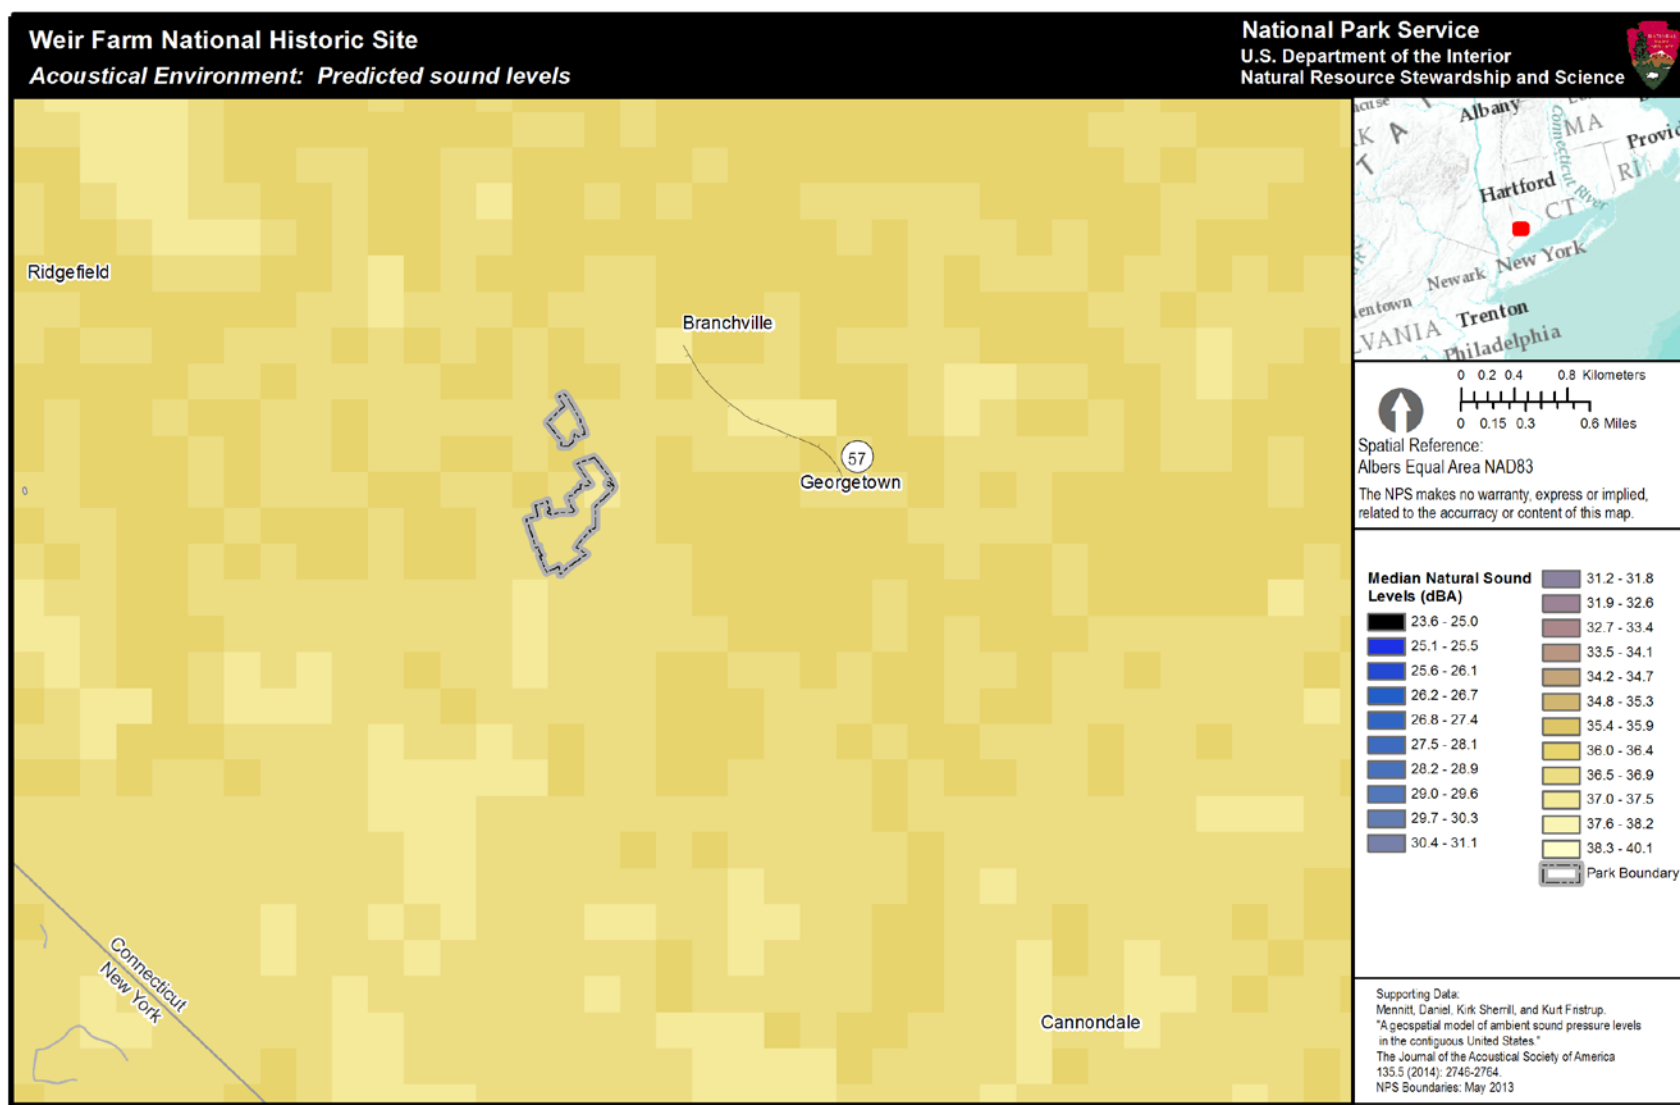 Weir Farm National Historic Site
Acoustical Environment: Predicted sound levels
National Park Service
U.S. Department of the Interior
Natural Resource Stewardship and Science
Ridgefield
Branchville
57
Georgetown
Connecticut
New York
Cannondale
Albany
MA
Connecticut River
RI
Hartford
CT
New York
Newark
Trenton
VANIA
Philadelphia
0 0.2 0.4 0.8 Kilometers
0 0.15 0.3 0.6 Miles
Spatial Reference:
Albers Equal Area NAD83
The NPS makes no warranty, express or implied,
related to the accurracy or content of this map.
Median Natural Sound
Levels (dBA)
23.6 - 25.0
25.1 - 25.5
25.6 - 26.1
26.2 - 26.7
26.8 - 27.4
27.5 - 28.1
28.2 - 28.9
29.0 - 29.6
29.7 - 30.3
30.4 - 31.1
31.2 - 31.8
31.9 - 32.6
32.7 - 33.4
33.5 - 34.1
34.2 - 34.7
34.8 - 35.3
35.4 - 35.9
36.0 - 36.4
36.5 - 36.9
37.0 - 37.5
37.6 - 38.2
38.3 - 40.1
Park Boundary
Supporting Data:
Mennitt, Daniel, Kirk Sherrill, and Kurt Fristrup.
"A geospatial model of ambient sound pressure levels
in the contiguous United States."
The Journal of the Acoustical Society of America
135.5 (2014): 2746-2764.
NPS Boundaries: May 2013